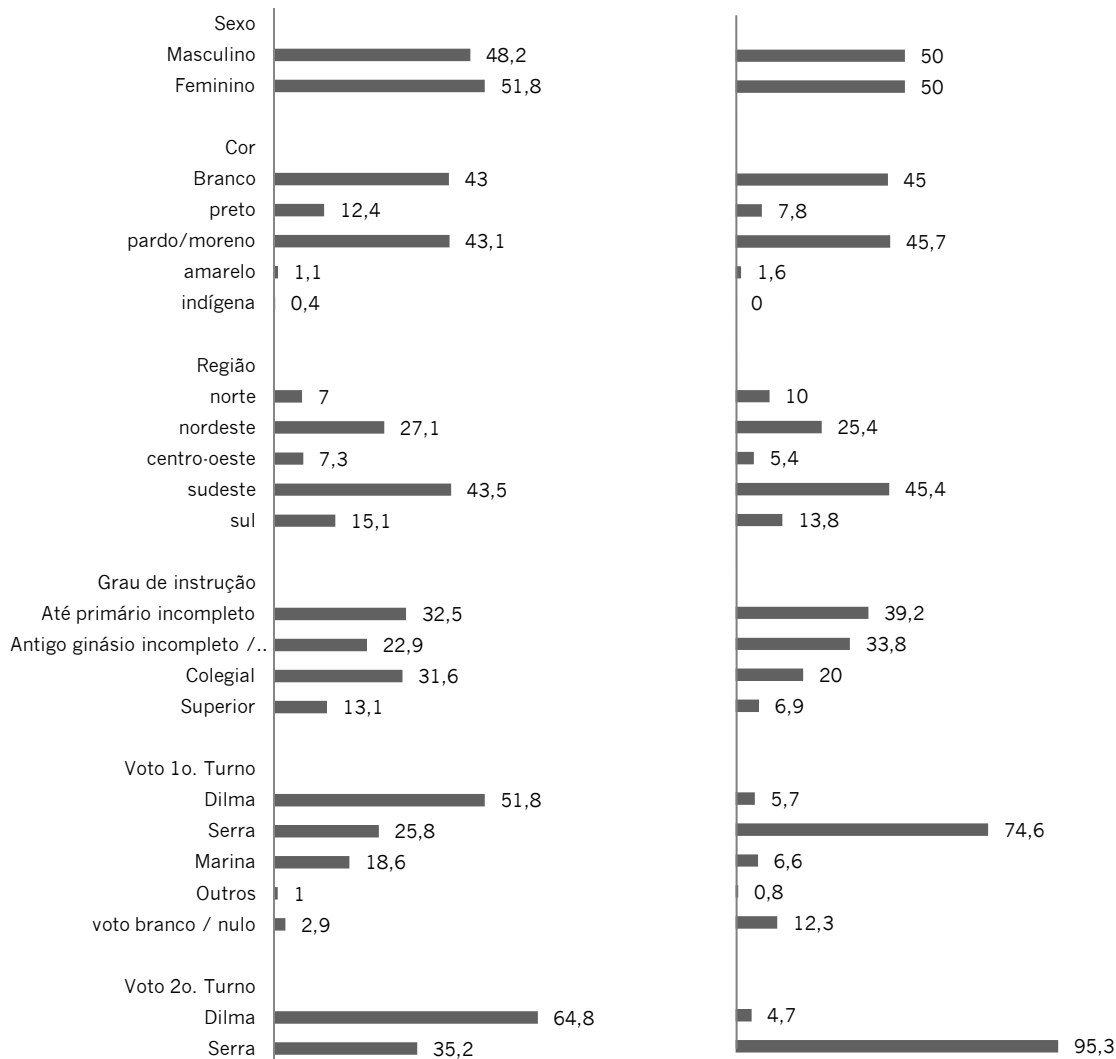 Sexo
Masculino 48,2 50
Feminino 51,8 50
Cor
Branco 43 45
preto 12,4 7,8
pardo/moreno 43,1 45,7
amarelo 1,1 1,6
indígena 0,4 0
Região
norte 7 10
nordeste 27,1 25,4
centro-oeste 7,3 5,4
sudeste 43,5 45,4
sul 15,1 13,8
Grau de instrução
Até primário incompleto 32,5 39,2
Antigo ginásio incompleto /.. 22,9 33,8
Colegial 31,6 20
Superior 13,1 6,9
Voto 1o. Turno
Dilma 51,8 5,7
Serra 25,8 74,6
Marina 18,6 6,6
Outros 1 0,8
voto branco / nulo 2,9 12,3
Voto 2o. Turno
Dilma 64,8 4,7
Serra 35,2 95,3